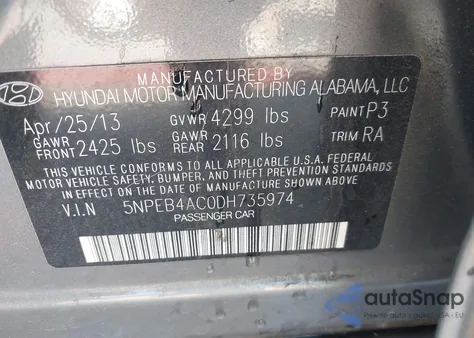 MANUFACTURED BY
HYUNDAI MOTOR MANUFACTURING ALABAMA, LLC
Apr/25/13 GVWR 4299 lbs PAINT P3
GAWR FRONT 2425 lbs GAWR REAR 2116 lbs TRIM RA
THIS VEHICLE CONFORMS TO ALL APPLICABLE U.S.A. FEDERAL
MOTOR VEHICLE SAFETY, BUMPER, AND THEFT PREVENTION STANDARDS
IN EFFECT ON THE DATE OF MANUFACTURE SHOWN ABOVE.
V.I.N 5NPEB4AC0DH735974
PASSENGER CAR
autoSnap